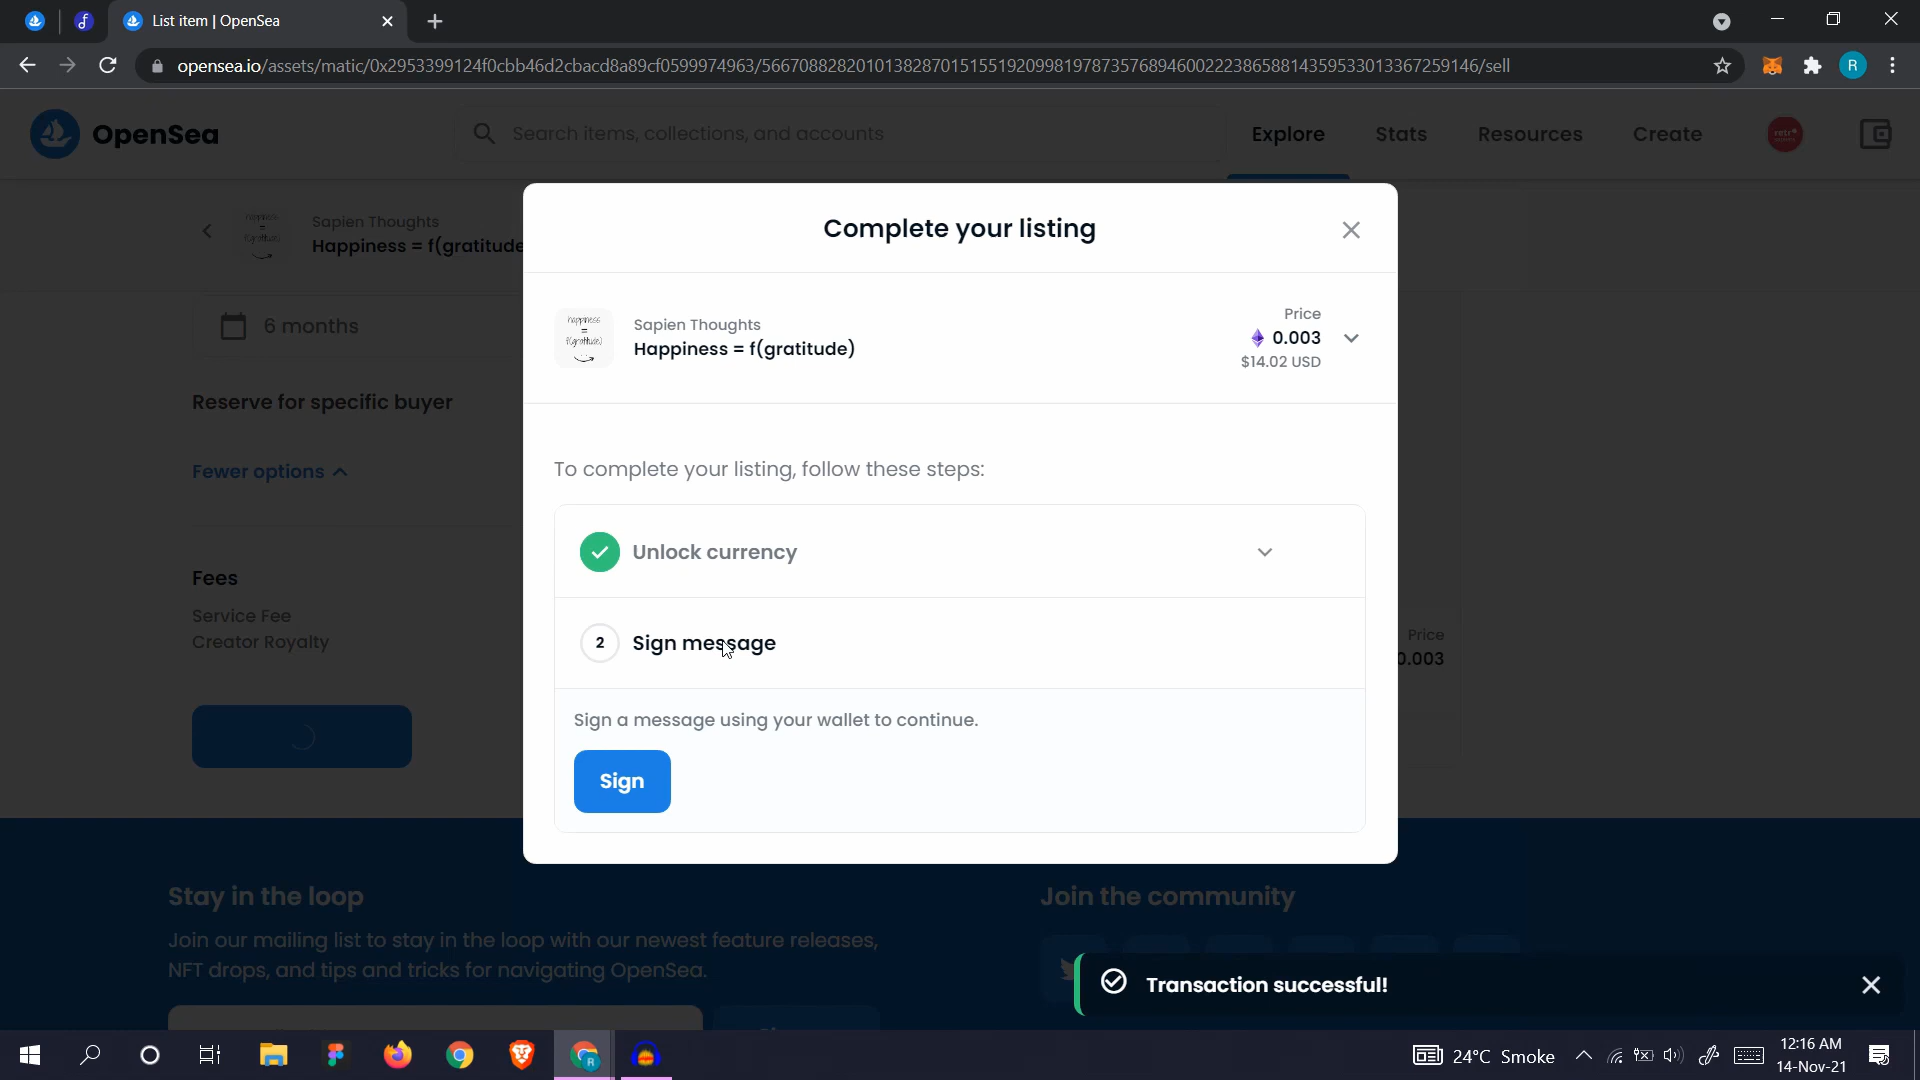 List item | OpenSea
opensea.io/assets/matic/0x2953399124f0cbb46d2cbacd8a89cf0599974963/56670882820101382870151551920998197873576894600222386588143595330133672​59146/sell
R
OpenSea
Search items, collections, and accounts
Explore
Stats
Resources
Create
Complete your listing
Sapien Thoughts
Happiness = f(gratitude
6 months
Reserve for specific buyer
Fewer options
Fees
Service Fee
Creator Royalty
happiness
=
f(gratitude)
Sapien Thoughts
Happiness = f(gratitude)
Price
0.003
$14.02 USD
To complete your listing, follow these steps:
Unlock currency
2
Sign message
Sign a message using your wallet to continue.
Sign
Price
0.003
Stay in the loop
Join our mailing list to stay in the loop with our newest feature releases,
NFT drops, and tips and tricks for navigating OpenSea.
Join the community
Transaction successful!
24°C Smoke
12:16 AM
14-Nov-21